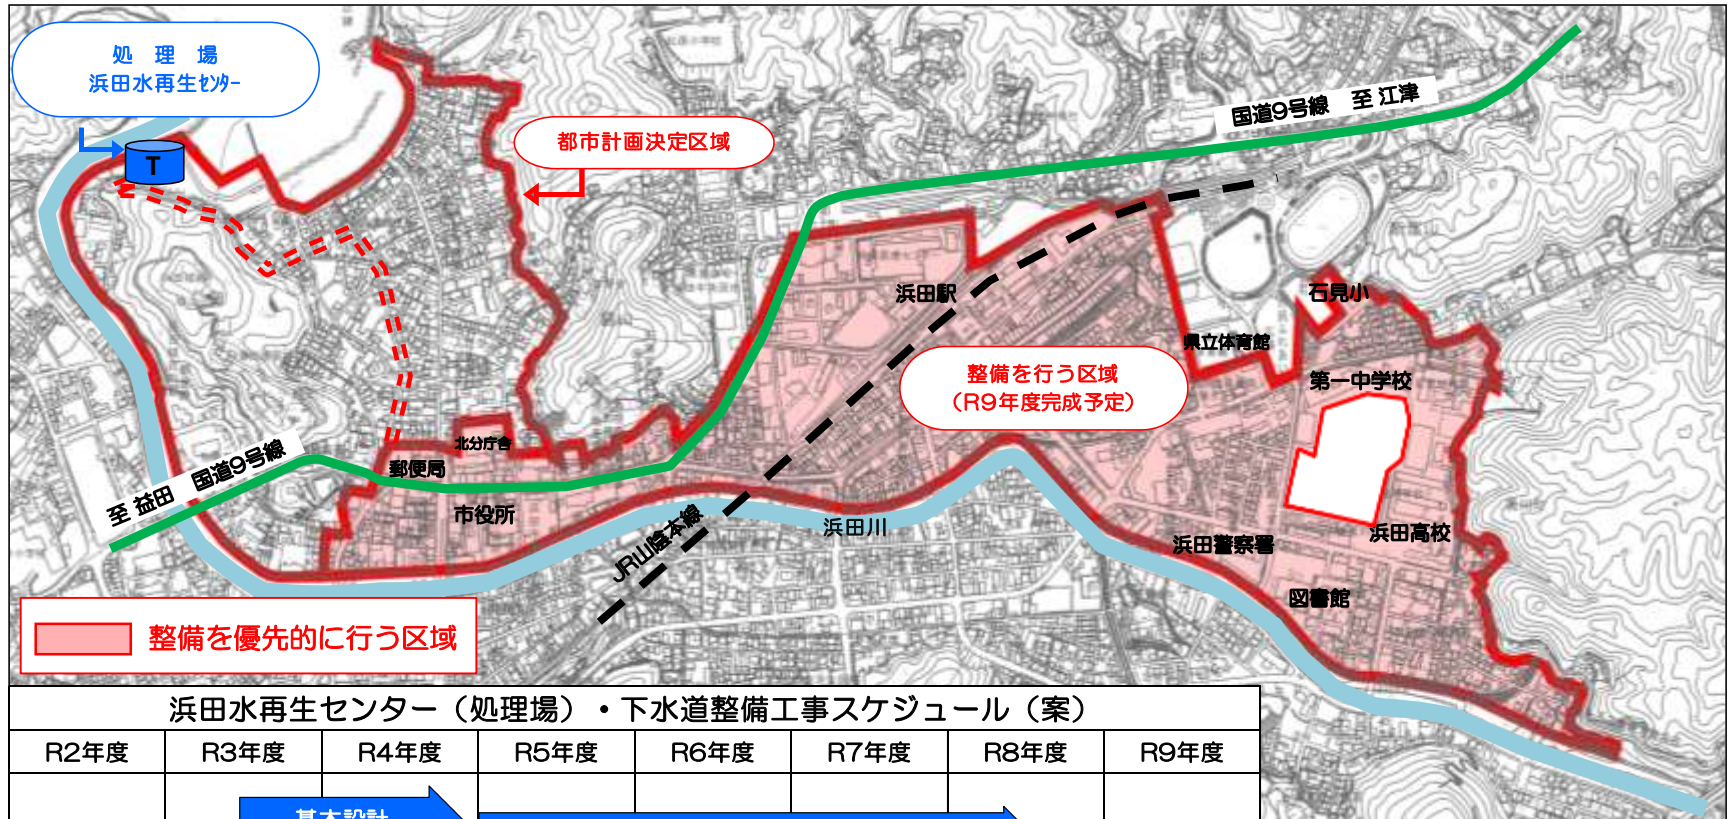 処理場
浜田水再生ｾﾝﾀｰ
T
都市計画決定区域
国道9号線 至 江津
浜田駅
石見小
県立体育館
第一中学校
整備を行う区域
（R9年度完成予定）
北分庁舎
郵便局
至 益田 国道9号線
市役所
JR山陰本線
浜田川
浜田警察署
浜田高校
図書館
整備を優先的に行う区域
浜田水再生センター（処理場）・下水道整備工事スケジュール（案）
R2年度 R3年度 R4年度 R5年度 R6年度 R7年度 R8年度 R9年度
基本設計